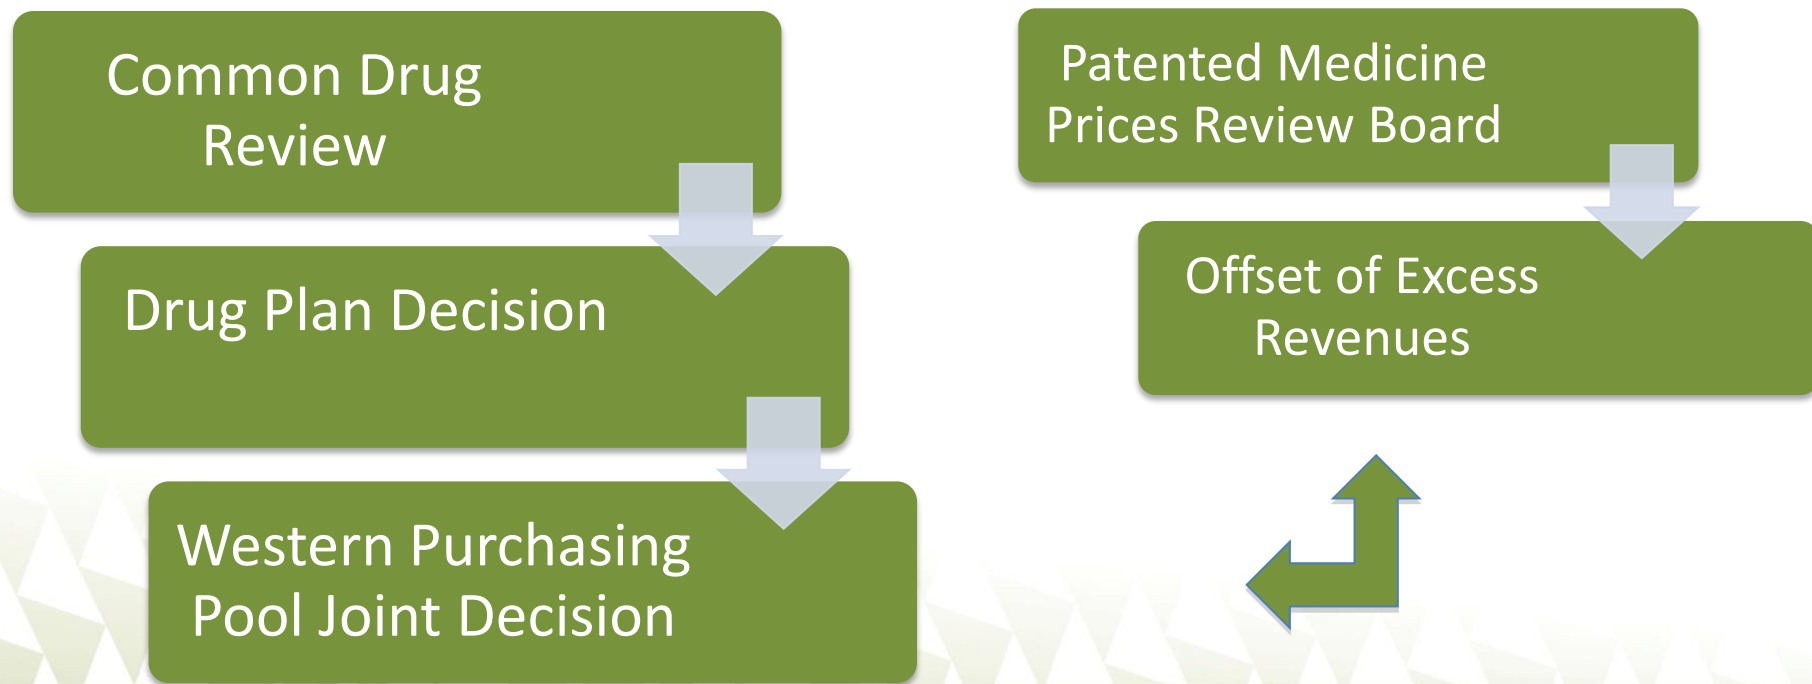 Common Drug
Review
Drug Plan Decision
Western Purchasing
Pool Joint Decision
Patented Medicine
Prices Review Board
Offset of Excess
Revenues